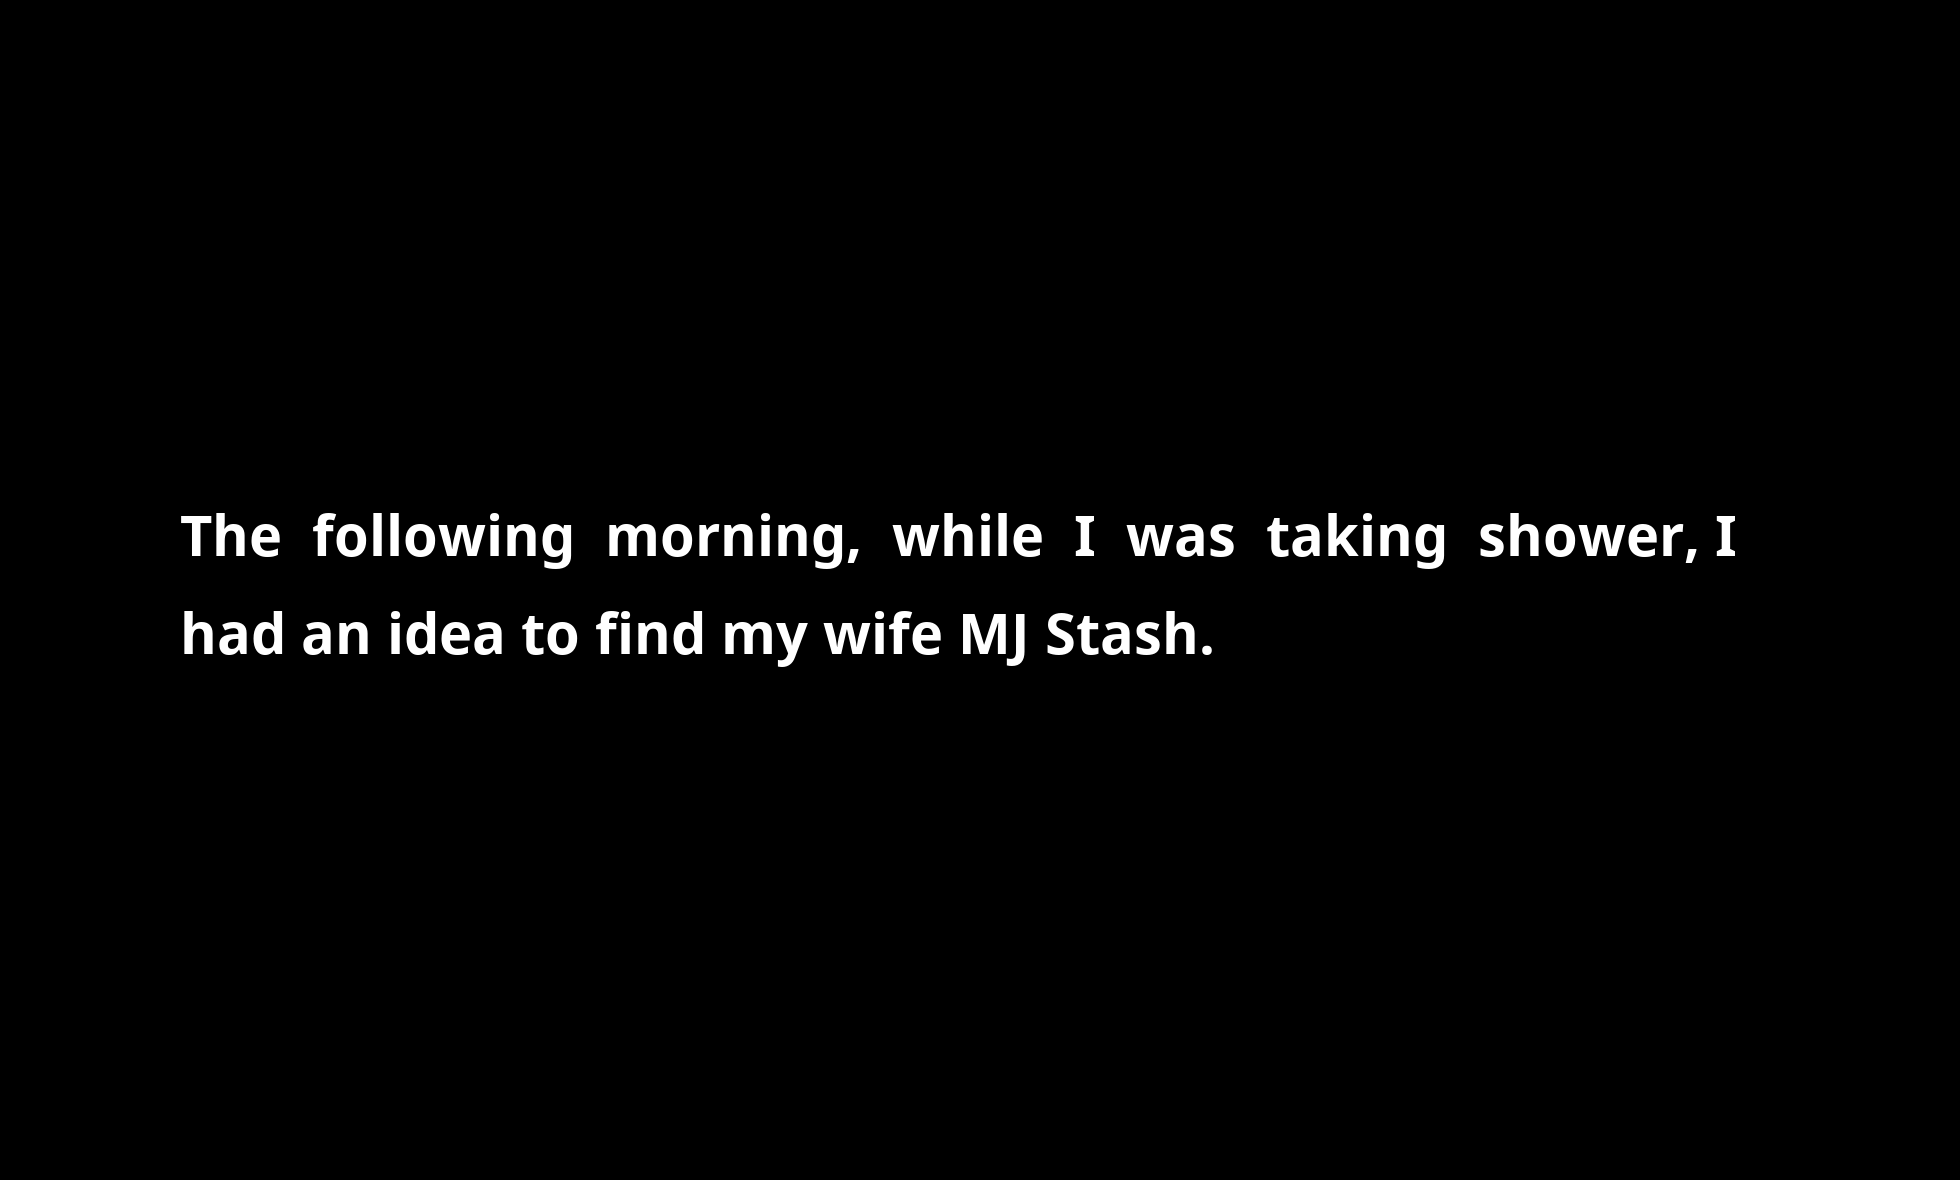 The following morning, while I was taking shower, I
had an idea to find my wife MJ Stash.